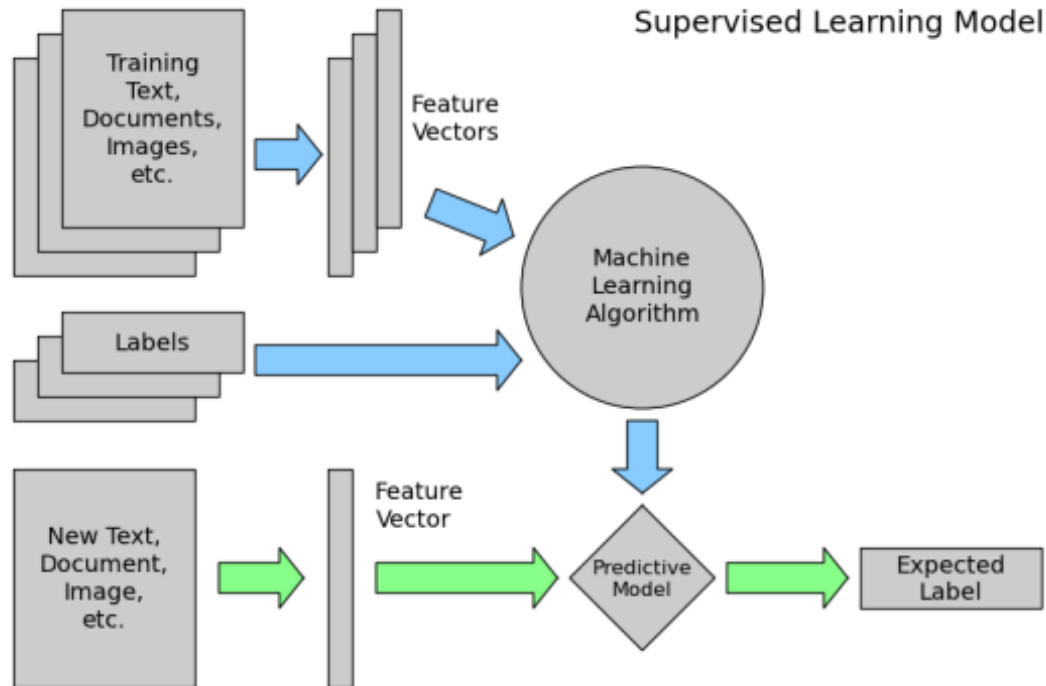 Supervised Learning Model
Training
Text,
Documents,
Images,
etc.
Feature
Vectors
Machine
Learning
Algorithm
Labels
New Text,
Document,
Image,
etc.
Feature
Vector
Predictive
Model
Expected
Label